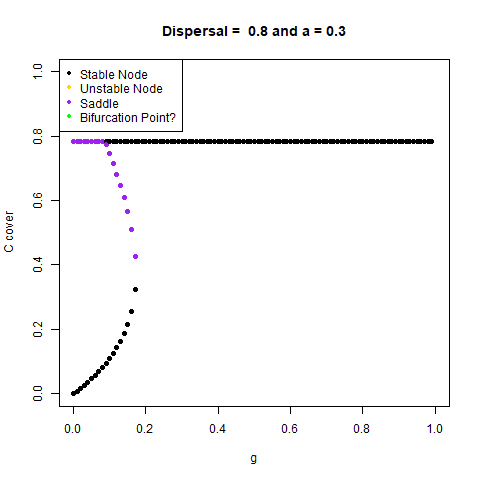 Dispersal =  0.8 and a = 0.3
Stable Node
Unstable Node
Saddle
Bifurcation Point?
C cover
1.0
0.8
0.6
0.4
0.2
0.0
0.0 0.2 0.4 0.6 0.8 1.0
g